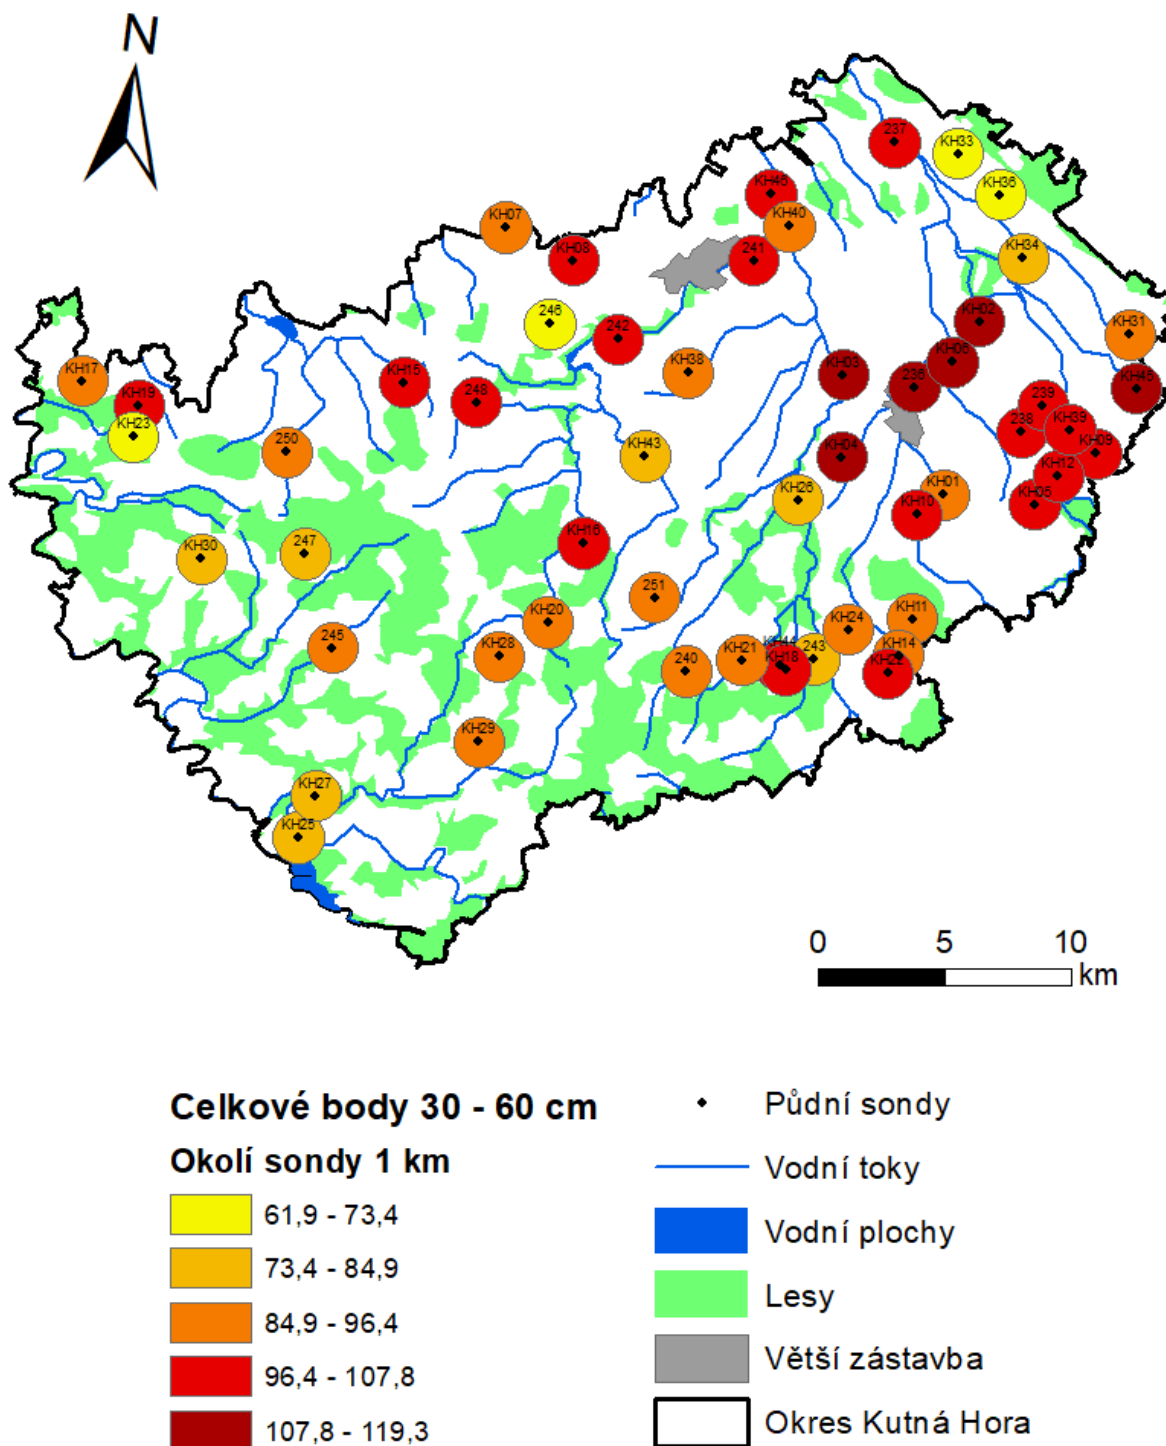 N
237
KH33
KH46
KH36
KH07
KH40
KH08
241
KH34
246
KH02
242
KH31
KH06
KH17
KH15
KH38
KH03
236
KH45
KH19
248
239
KH23
238
KH39
250
KH43
KH04
KH09
KH12
KH26
KH01
KH10
KH05
KH16
KH30
247
251
KH20
KH11
245
KH28
KH24
240
KH21
KH44
KH18
243
KH14
KH22
KH29
KH27
KH25
0 5 10
km
Celkové body 30 - 60 cm
Okolí sondy 1 km
61,9 - 73,4
73,4 - 84,9
84,9 - 96,4
96,4 - 107,8
107,8 - 119,3
Půdní sondy
Vodní toky
Vodní plochy
Lesy
Větší zástavba
Okres Kutná Hora